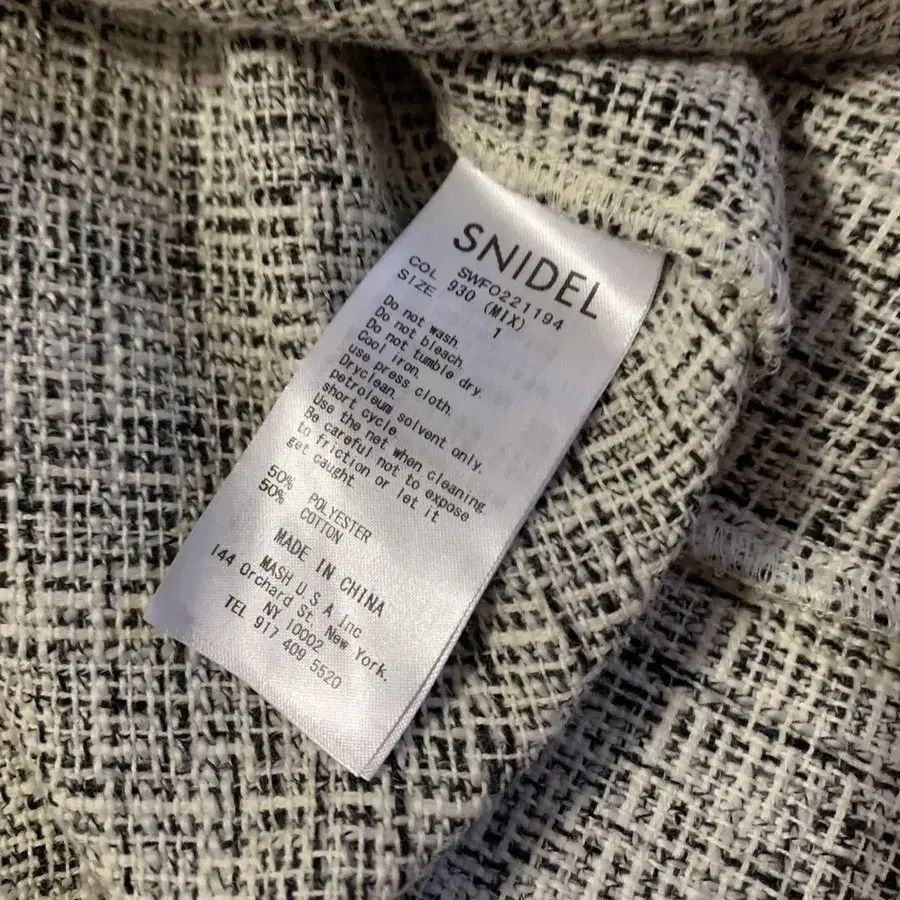 SNIDEL
SWFO221194
COL 930 (MIX)
SIZE 1
Do not wash.
Do not bleach.
Do not tumble dry.
Cool iron.
use press cloth.
Dryclean.
petroleum solvent only.
short cycle.
Use the net when cleaning.
Be careful not to expose
to friction or let it
get caught
50% POLYESTER
50% COTTON
MADE IN CHINA
MASH U S A Inc
144 Orchard St. New York.
NY 10002
TEL 917 409 5520